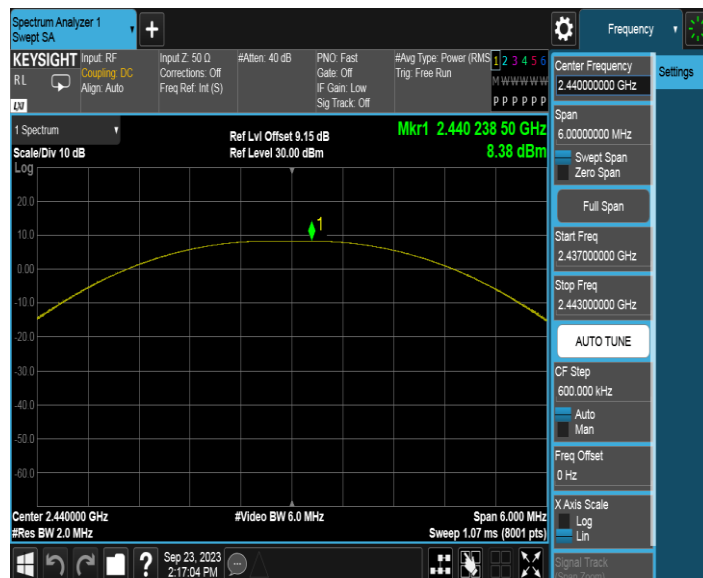 Spectrum Analyzer 1
Swept SA
Frequency
KEYSIGHT
RL
LXI
Input: RF
Coupling: DC
Align: Auto
Input Z: 50 Ω
Corrections: Off
Freq Ref: Int (S)
#Atten: 40 dB
PNO: Fast
Gate: Off
IF Gain: Low
Sig Track: Off
#Avg Type: Power (RMS
Trig: Free Run
1 2 3 4 5 6
M W W W W W
P P P P P P
1 Spectrum
Scale/Div 10 dB
Ref Lvl Offset 9.15 dB
Ref Level 30.00 dBm
Mkr1 2.440 238 50 GHz
8.38 dBm
Log
20.0
10.0
0.00
-10.0
-20.0
-30.0
-40.0
-50.0
-60.0
1
Center 2.44000 GHz
#Res BW 2.0 MHz
#Video BW 6.0 MHz
Span 6.000 MHz
Sweep 1.07 ms (8001 pts)
Sep 23, 2023
2:17:04 PM
Center Frequency
2.440000000 GHz
Settings
Span
6.00000000 MHz
Swept Span
Zero Span
Full Span
Start Freq
2.437000000 GHz
Stop Freq
2.443000000 GHz
AUTO TUNE
CF Step
600.000 kHz
Auto
Man
Freq Offset
0 Hz
X Axis Scale
Log
Lin
Signal Track
(Span Zoom)